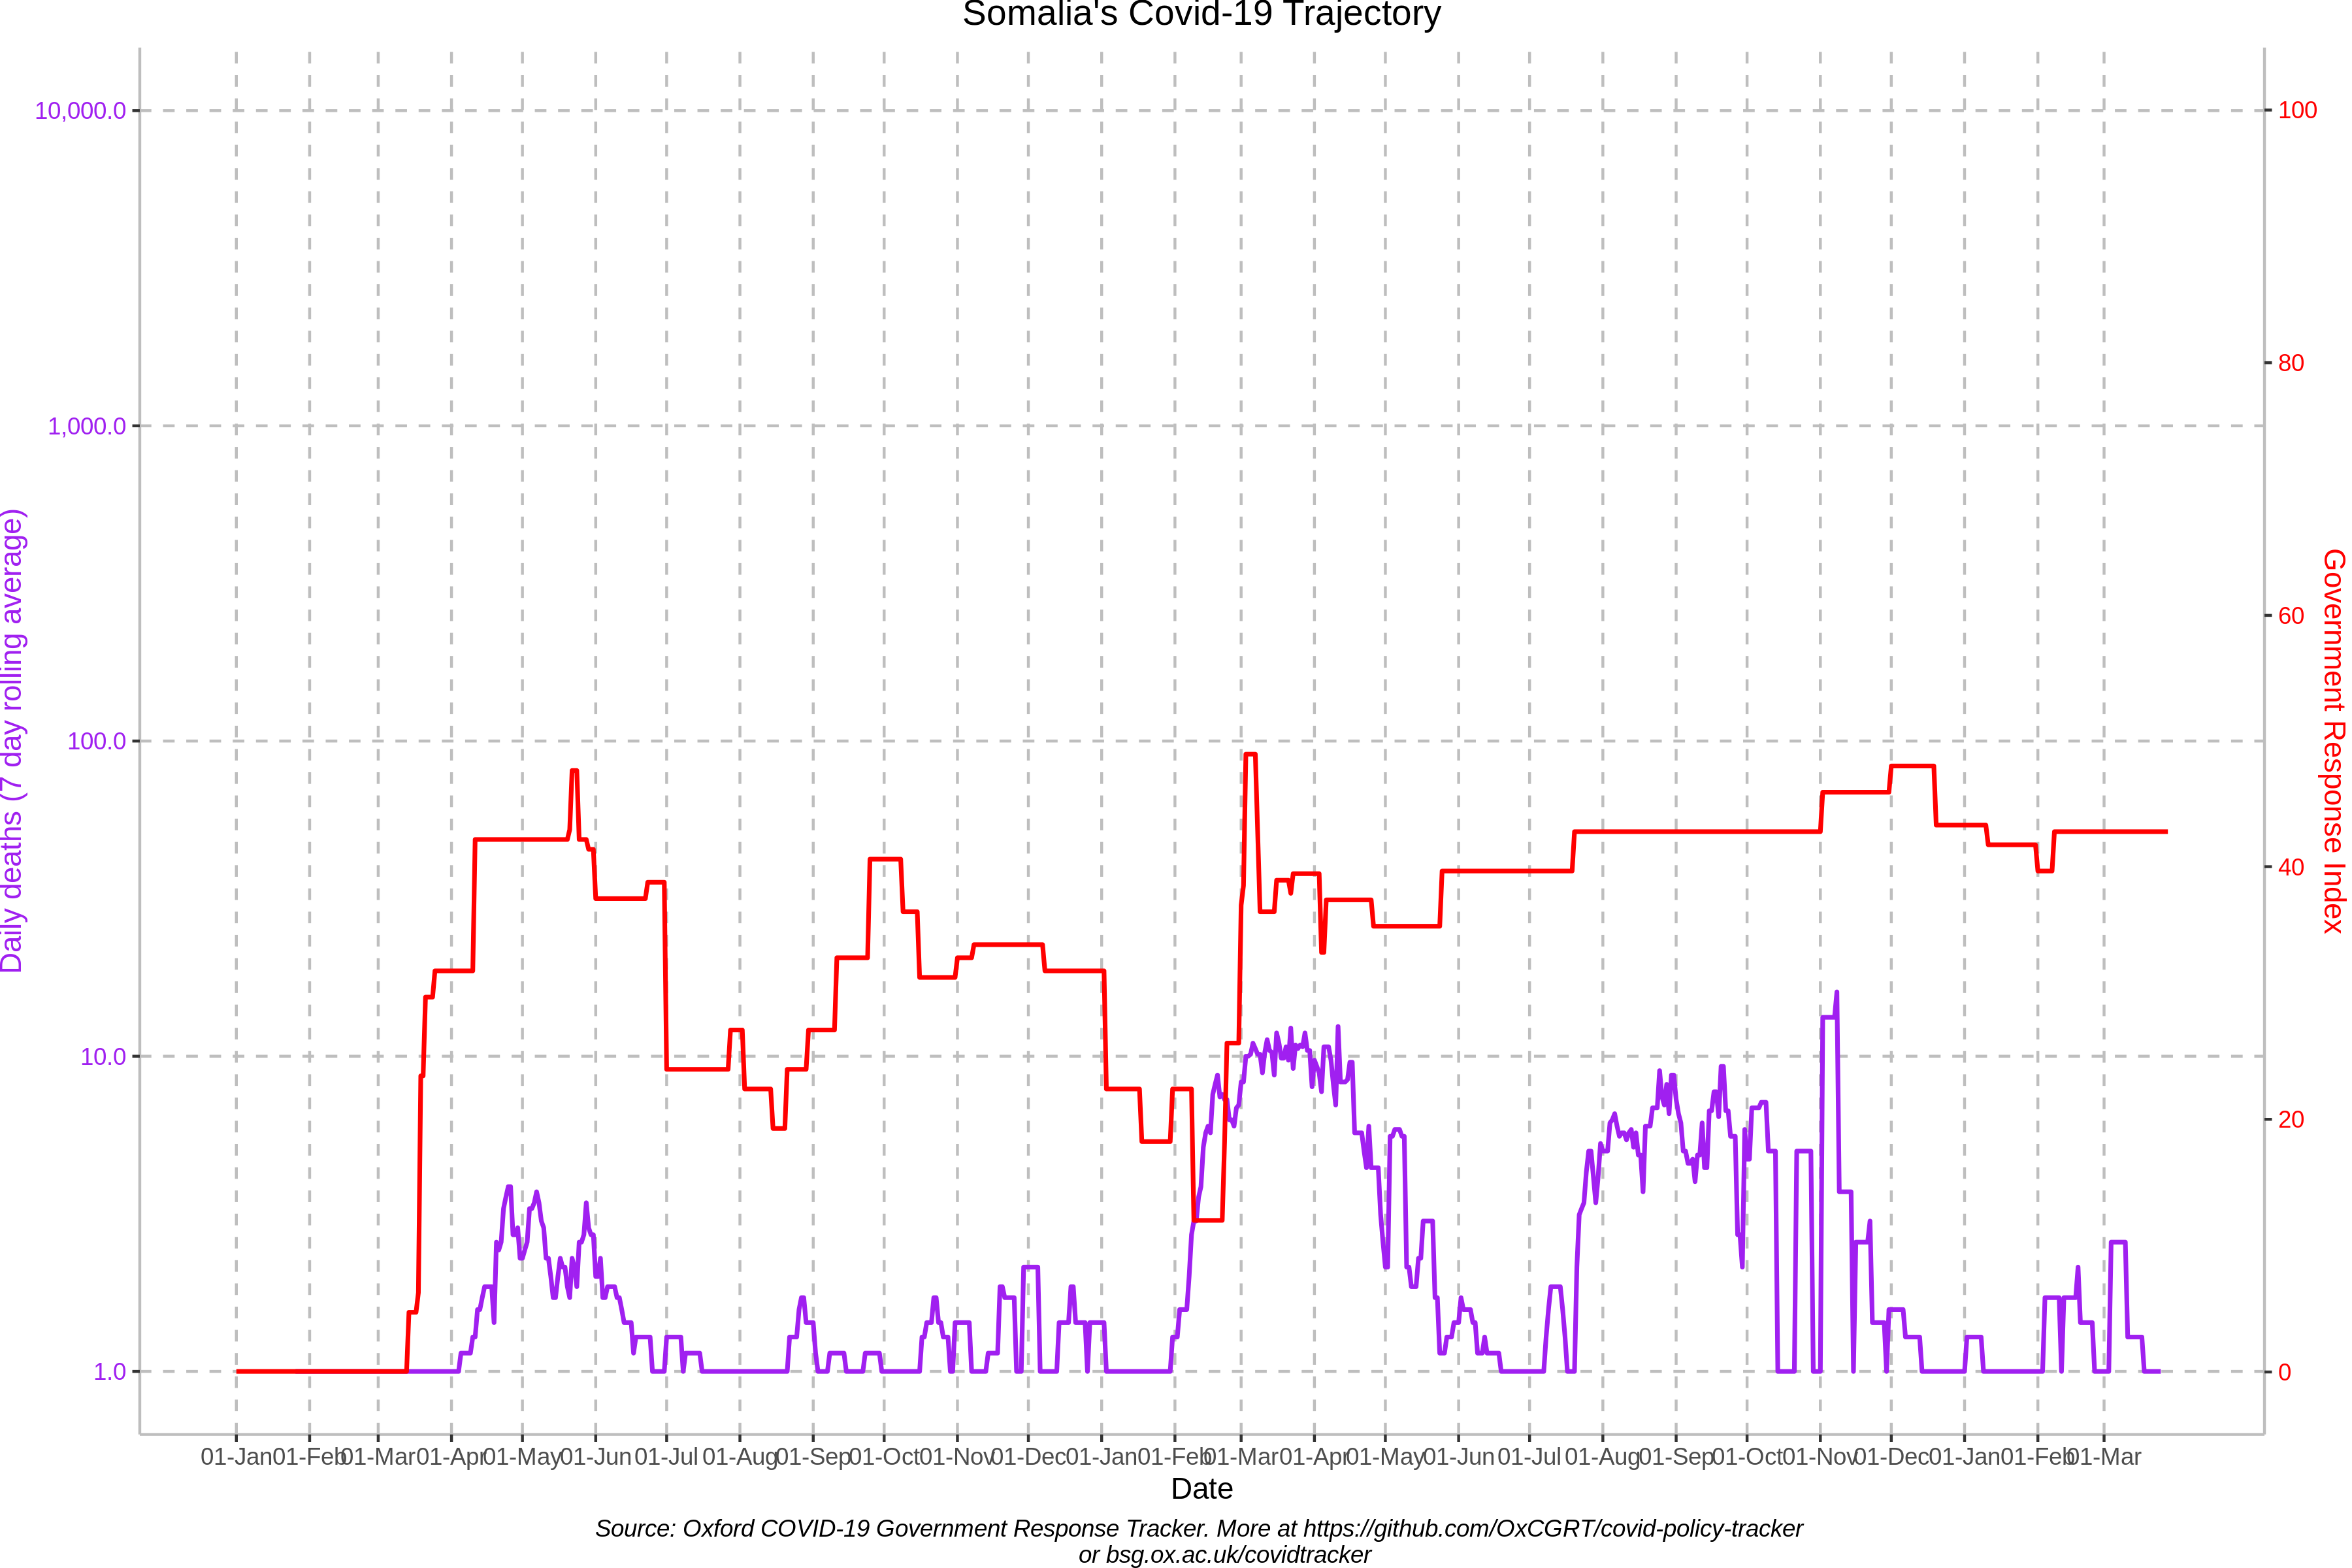 Somalia's Covid-19 Trajectory
10,000.0
1,000.0
100.0
10.0
1.0
Daily deaths (7 day rolling average)
100
80
60
40
20
0
Government Response Index
01-Jan 01-Feb 01-Mar 01-Apr 01-May 01-Jun 01-Jul 01-Aug 01-Sep 01-Oct 01-Nov 01-Dec 01-Jan 01-Feb 01-Mar 01-Apr 01-May 01-Jun 01-Jul 01-Aug 01-Sep 01-Oct 01-Nov 01-Dec 01-Jan 01-Feb 01-Mar
Date
Source: Oxford COVID-19 Government Response Tracker. More at https://github.com/OxCGRT/covid-policy-tracker
or bsg.ox.ac.uk/covidtracker